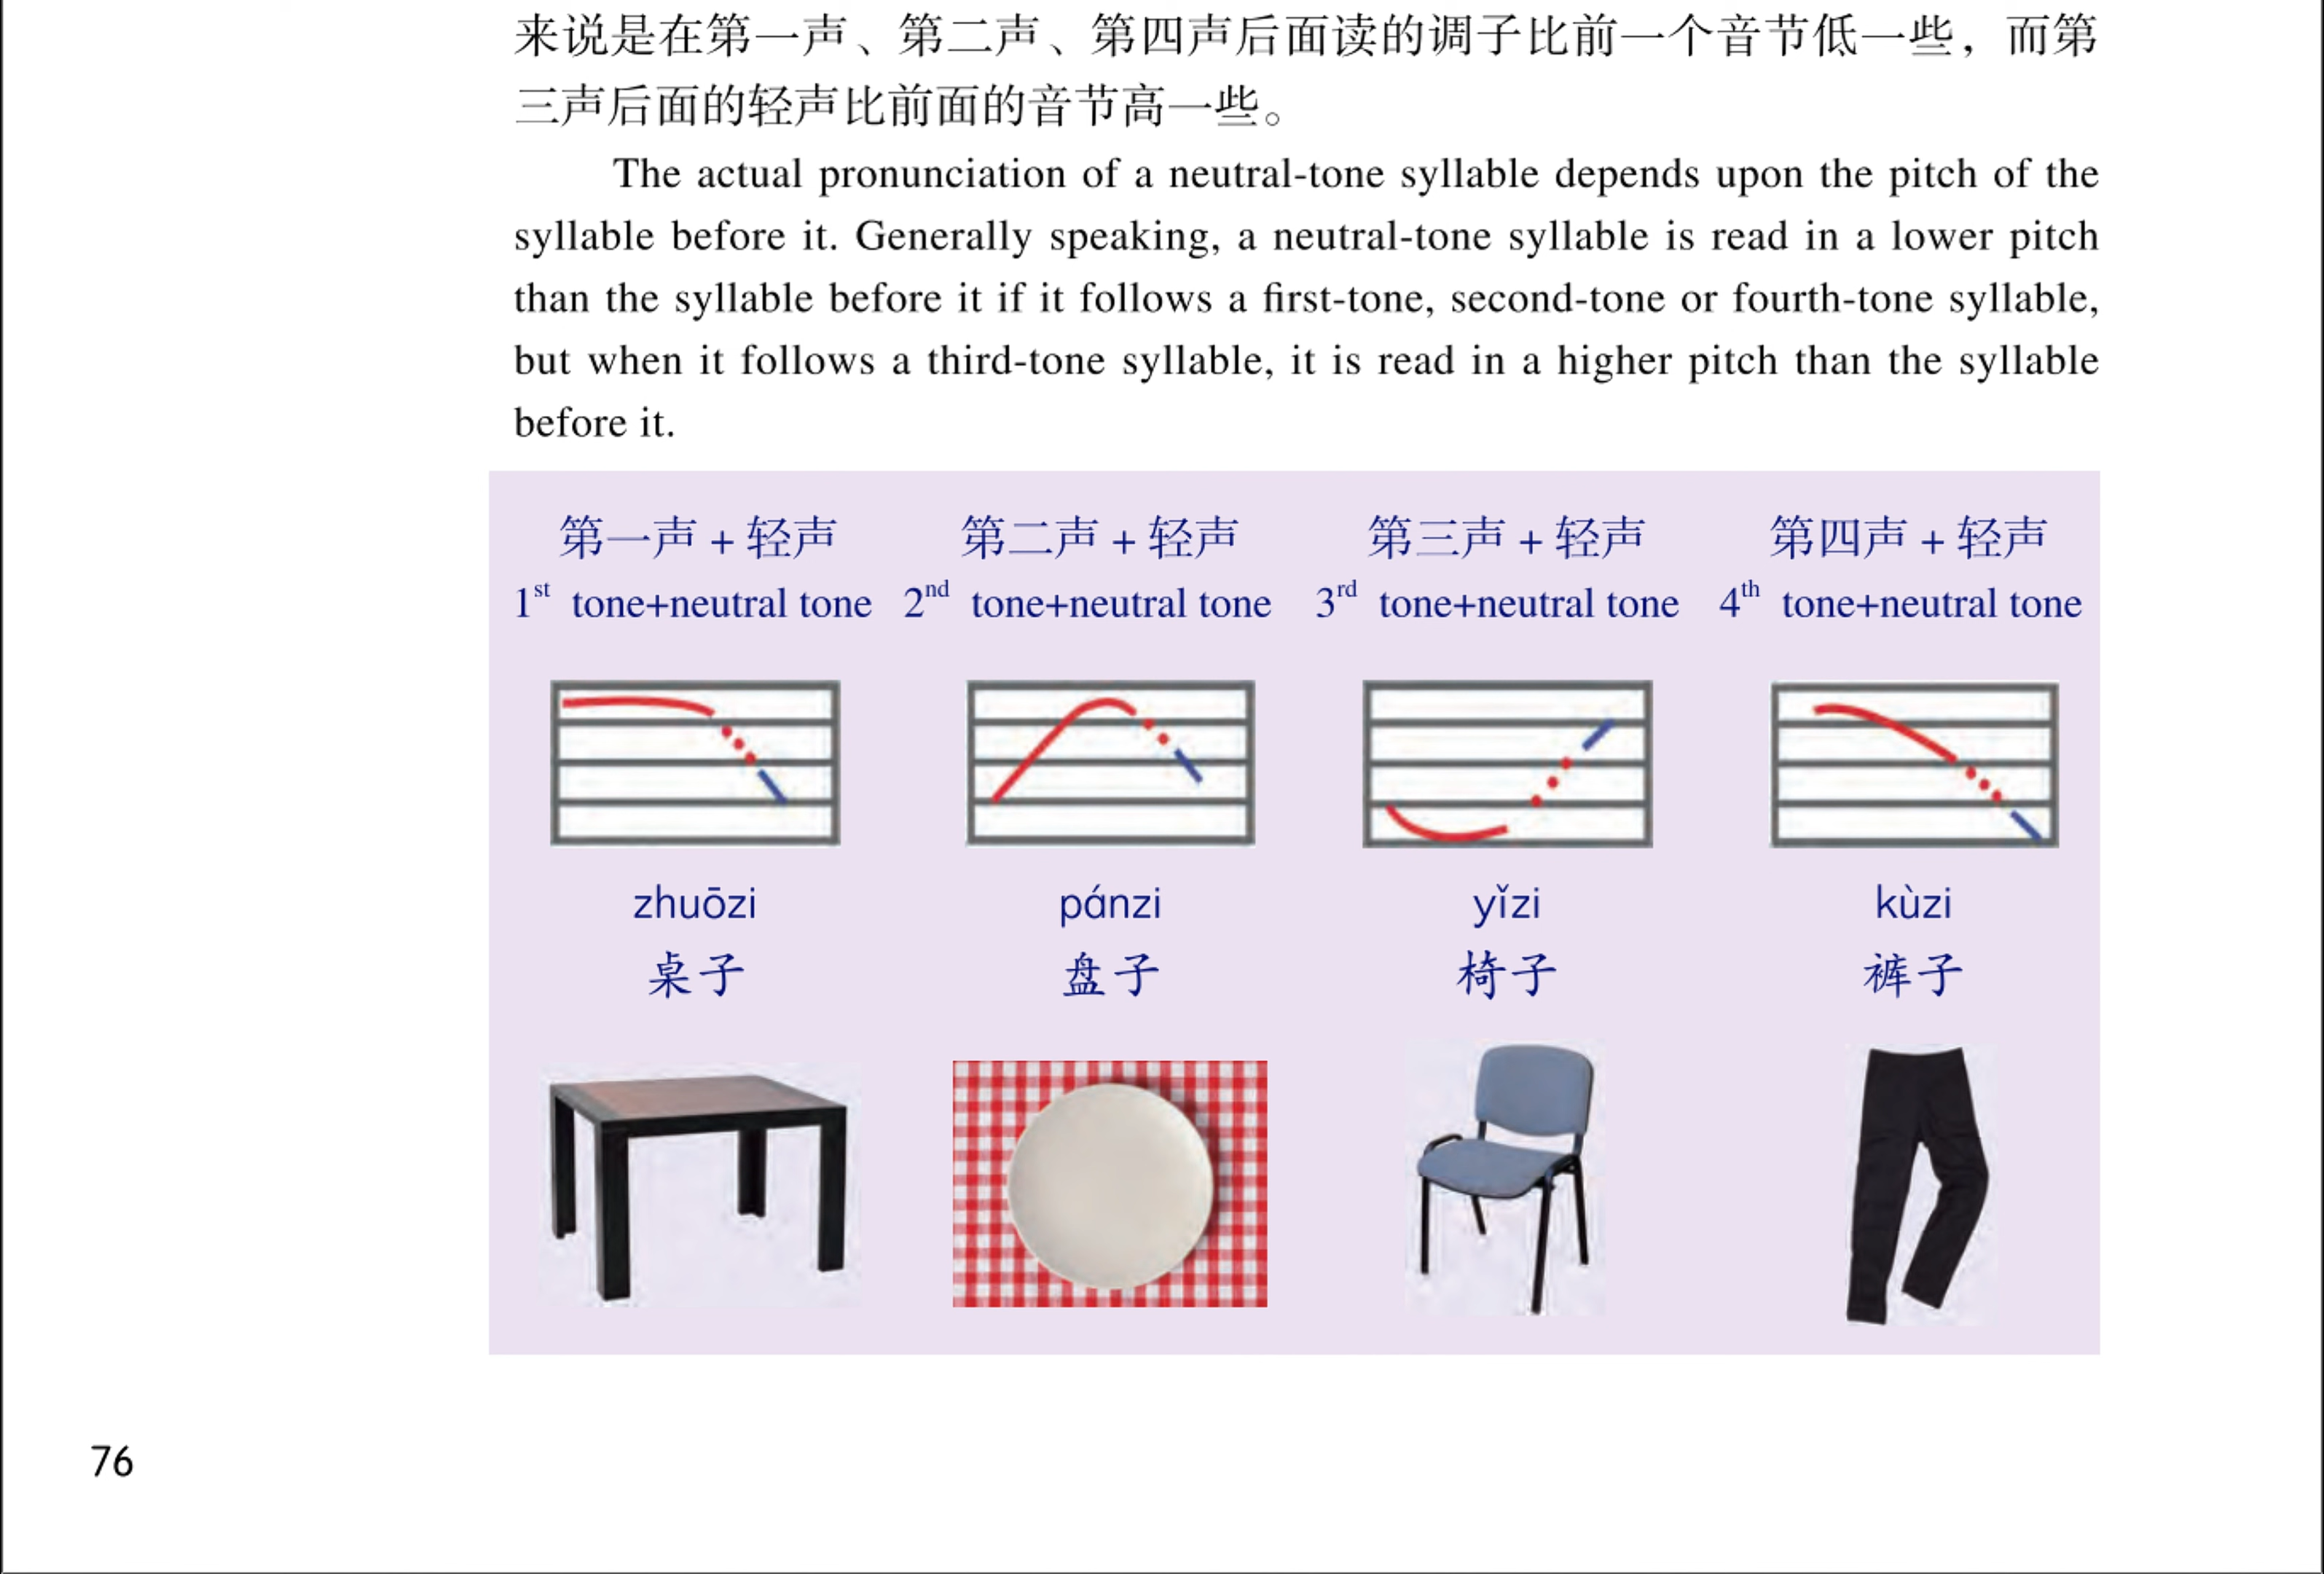 来说是在第一声、第二声、第四声后面读的调子比前一个音节低一些，而第
三声后面的轻声比前面的音节高一些。
The actual pronunciation of a neutral-tone syllable depends upon the pitch of the
syllable before it. Generally speaking, a neutral-tone syllable is read in a lower pitch
than the syllable before it if it follows a first-tone, second-tone or fourth-tone syllable,
but when it follows a third-tone syllable, it is read in a higher pitch than the syllable
before it.
第一声 + 轻声 第二声 + 轻声 第三声 + 轻声 第四声 + 轻声
1st tone+neutral tone 2nd tone+neutral tone 3rd tone+neutral tone 4th tone+neutral tone
zhuōzi pánzi yǐzi kùzi
桌子 盘子 椅子 裤子
76